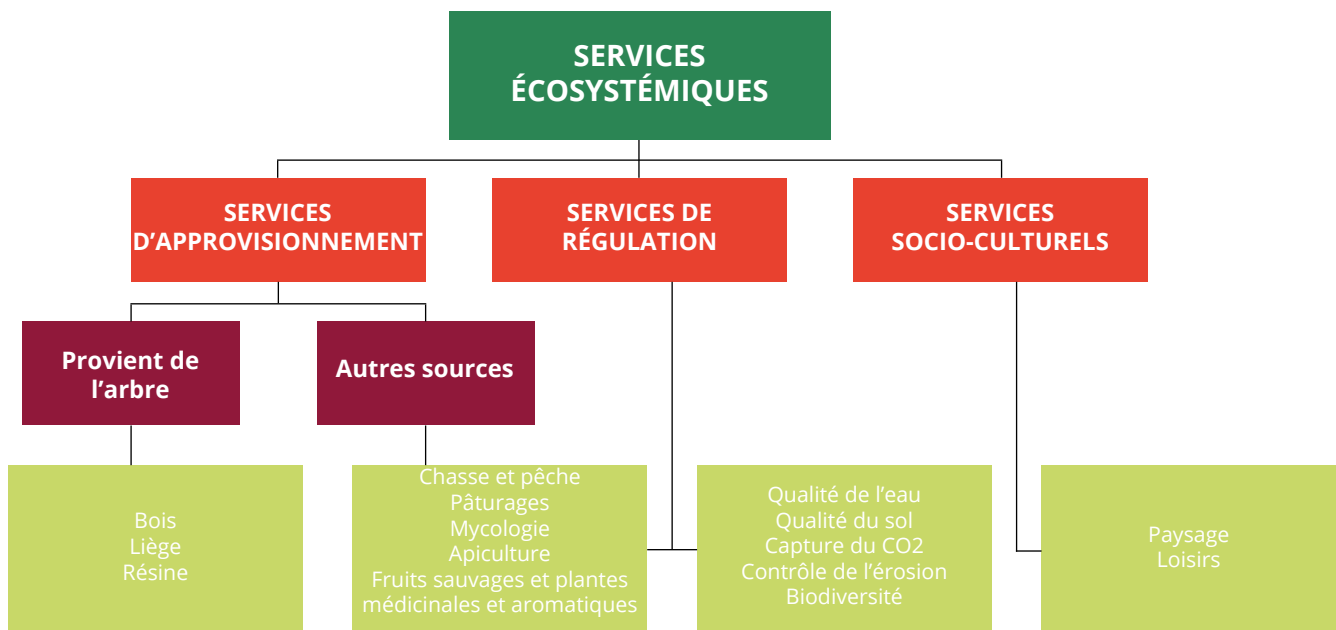 SERVICES
ÉCOSYSTÉMIQUES
SERVICES
D’APPROVISIONNEMENT
SERVICES DE
RÉGULATION
SERVICES
SOCIO-CULTURELS
Provient de
l’arbre
Autres sources
Bois
Liège
Résine
Chasse et pêche
Pâturages
Mycologie
Apiculture
Fruits sauvages et plantes
médicinales et aromatiques
Qualité de l’eau
Qualité du sol
Capture du CO2
Contrôle de l’érosion
Biodiversité
Paysage
Loisirs